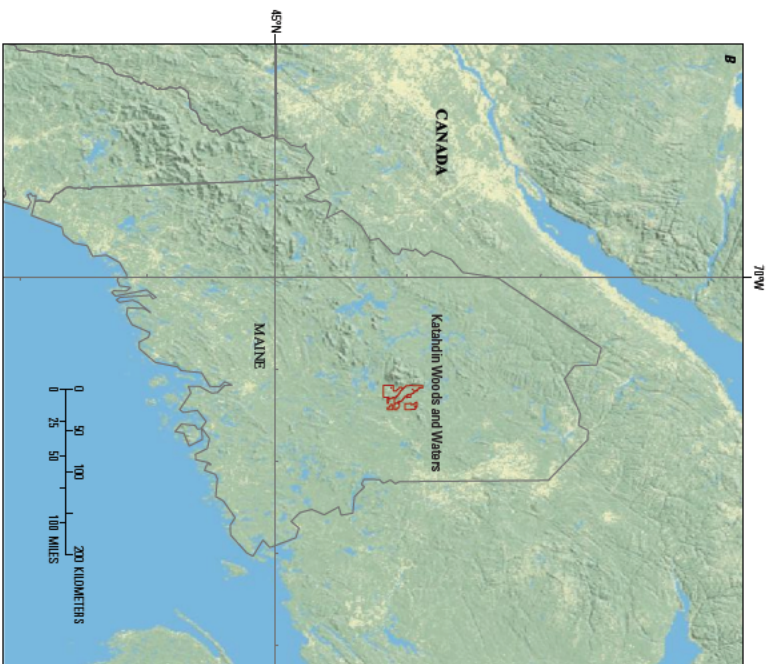 B
70°W
45°N
CANADA
Katahdin Woods and Waters
MAINE
0 50 100 200 KILOMETERS
0 25 50 100 MILES